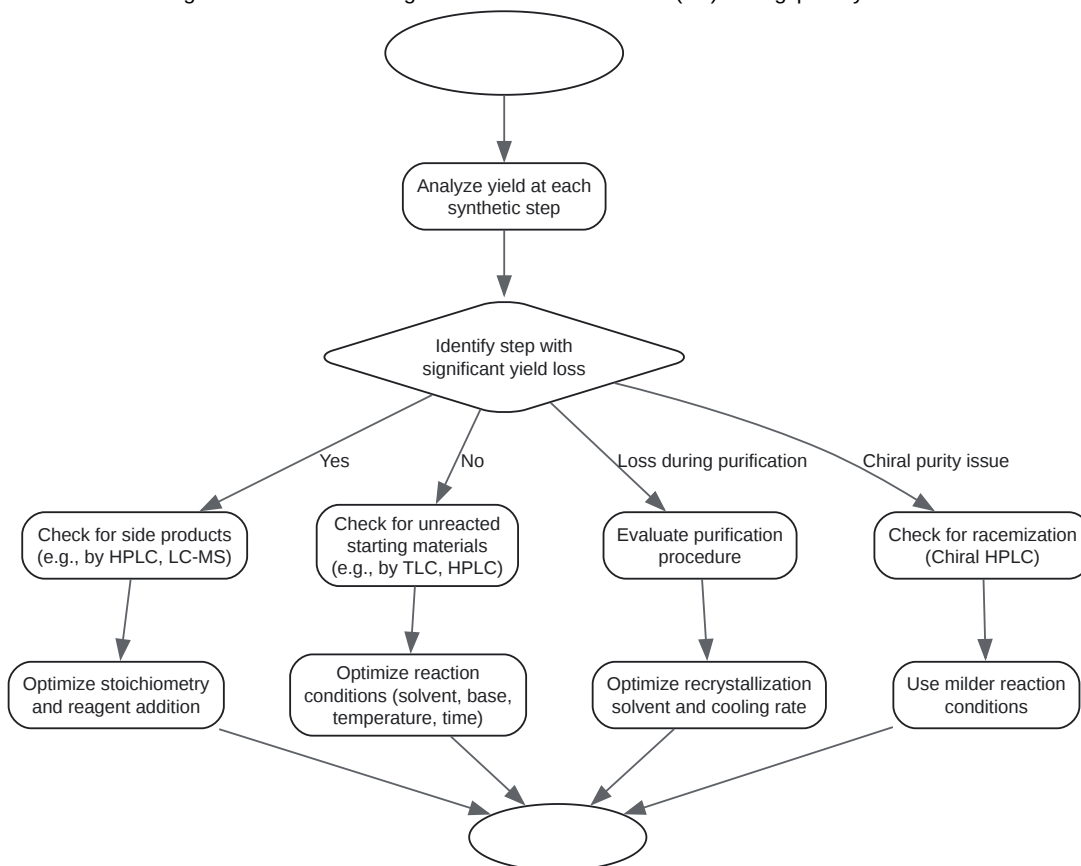 Analyze yield at each
synthetic step
Identify step with
significant yield loss
Yes
No
Loss during purification
Chiral purity issue
Check for side products
(e.g., by HPLC, LC-MS)
Check for unreacted
starting materials
(e.g., by TLC, HPLC)
Evaluate purification
procedure
Check for racemization
(Chiral HPLC)
Optimize stoichiometry
and reagent addition
Optimize reaction
conditions (solvent, base,
temperature, time)
Optimize recrystallization
solvent and cooling rate
Use milder reaction
conditions